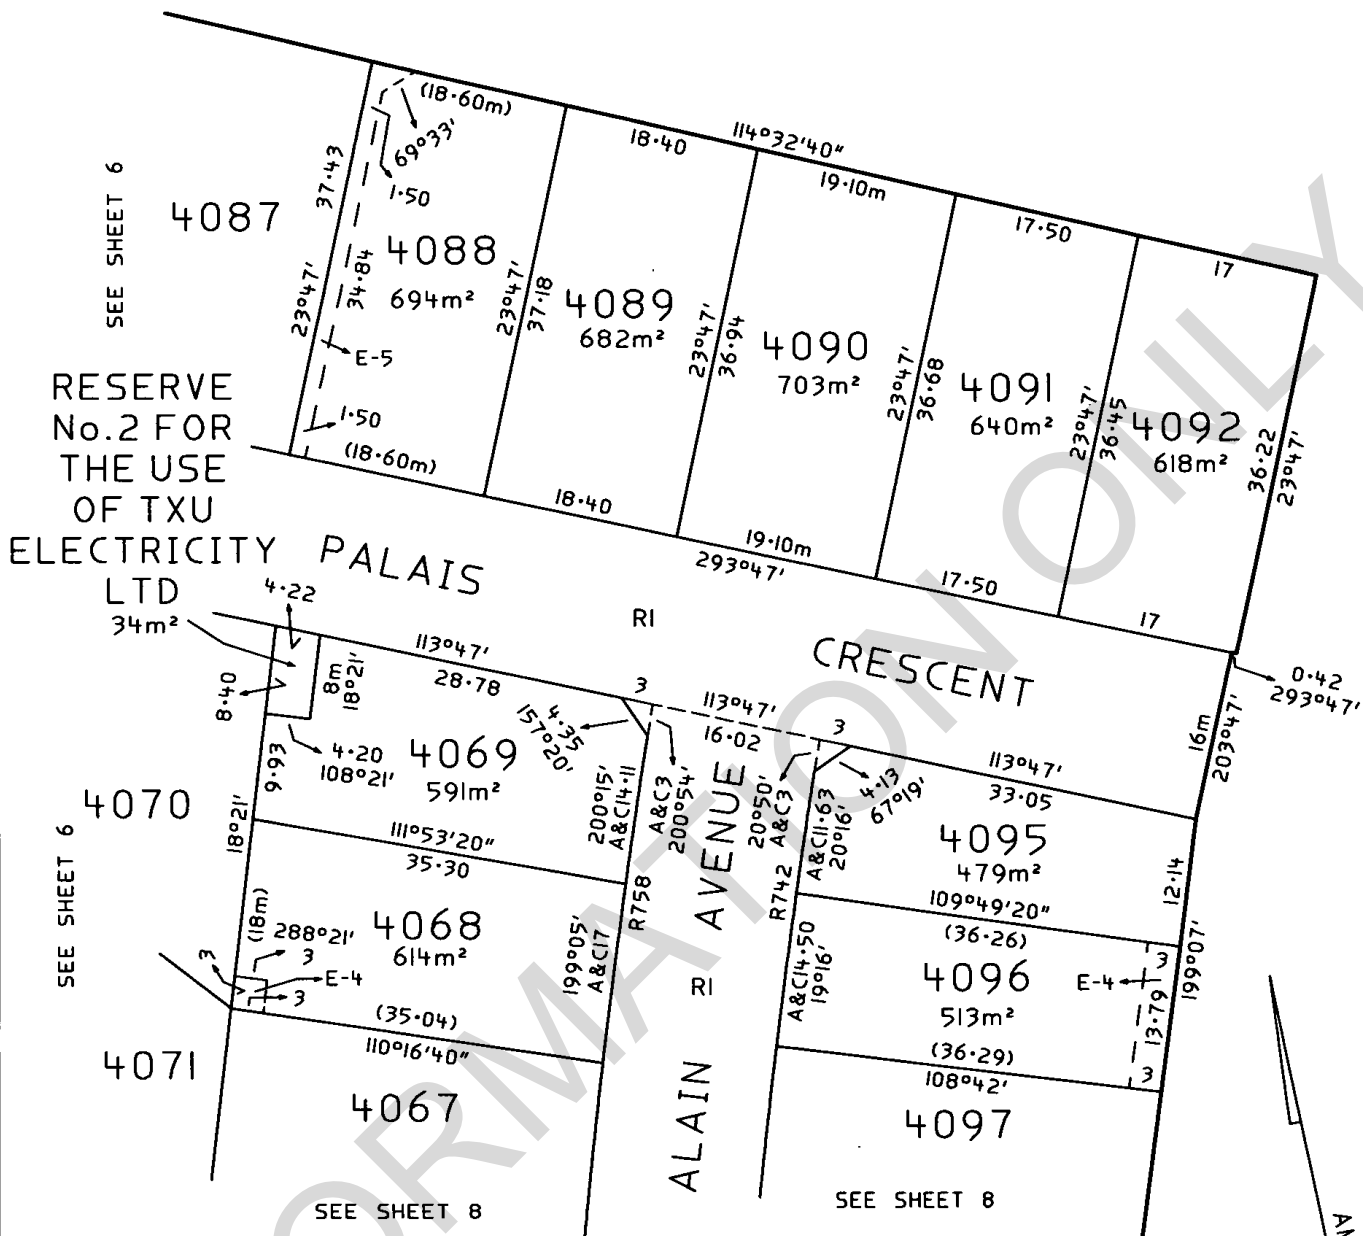 (18·60m)
18·40
114°32'40"
19·10m
17·50
17
SEE SHEET 6
4087
37·43
23°47'
69°33'
1·50
34·84
4088
694m²
E-5
1·50
(18·60m)
23°47'
37·18
4089
682m²
18·40
23°47'
36·94
4090
703m²
19·10m
293°47'
23°47'
36·68
4091
640m²
17·50
23°47'
36·45
4092
618m²
17
36·22
23°47'
RESERVE
No.2 FOR
THE USE
OF TXU
ELECTRICITY
LTD
34m²
PALAIS
CRESCENT
R1
0·42
293°47'
16m
203°47'
4·22
8·40
8m
18°21'
4·20
108°21'
9·93
18°21'
113°47'
28·78
3
4·35
157°20'
113°47'
16·02
3
4·13
67°19'
113°47'
33·05
4069
591m²
200°15'
A&C14·11
A&C3
200°54'
20°50'
A&C3
A&C11·63
20°16'
4095
479m²
12·14
4070
SEE SHEET 6
111°53'20"
35·30
109°49'20"
(36·26)
4068
614m²
(18m)
288°21'
3
3
3
E-4
(35·04)
110°16'40"
199°05'
A&C17
R758
R742
A&C14·50
19°16'
4096
513m²
E-4
3
13·79
3
199°07'
(36·29)
108°42'
ALAIN AVENUE
R1
4071
4067
4097
SEE SHEET 8
SEE SHEET 8
ORMATION ONLY